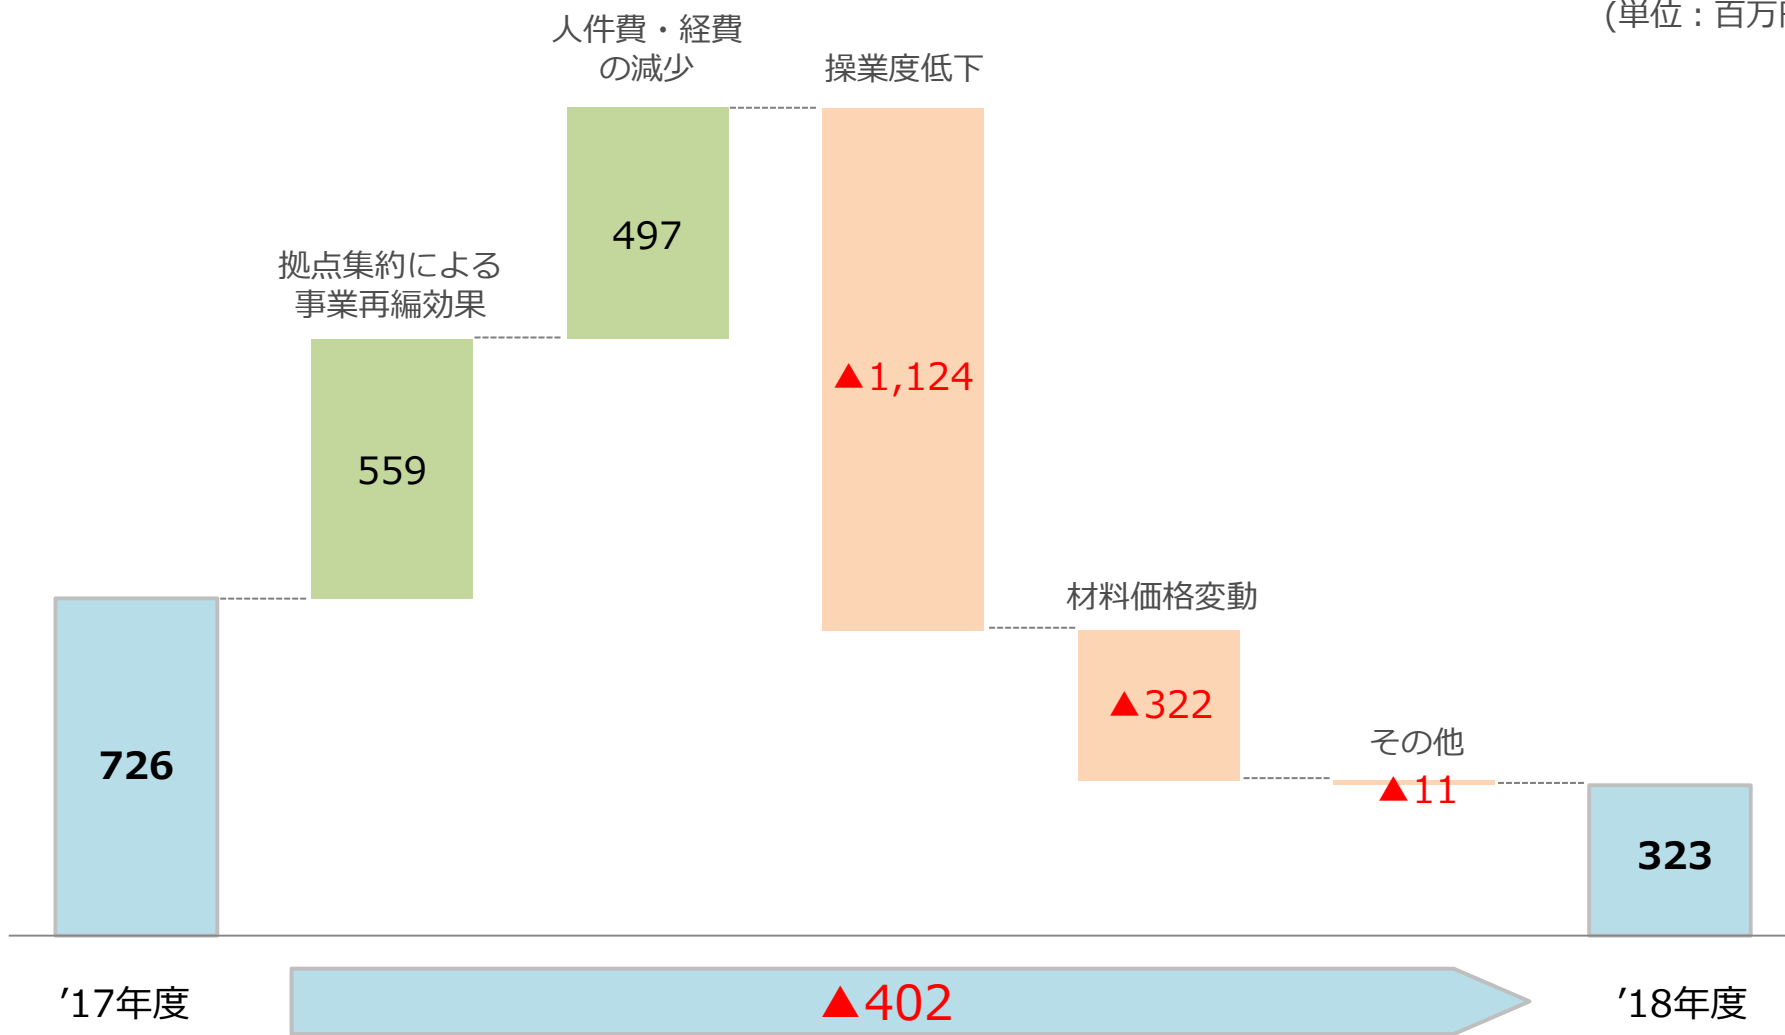 (単位：百万円
人件費・経費
の減少
操業度低下
497
拠点集約による
事業再編効果
▲1,124
559
材料価格変動
▲322
その他
▲11
726
323
’17年度
▲402
’18年度